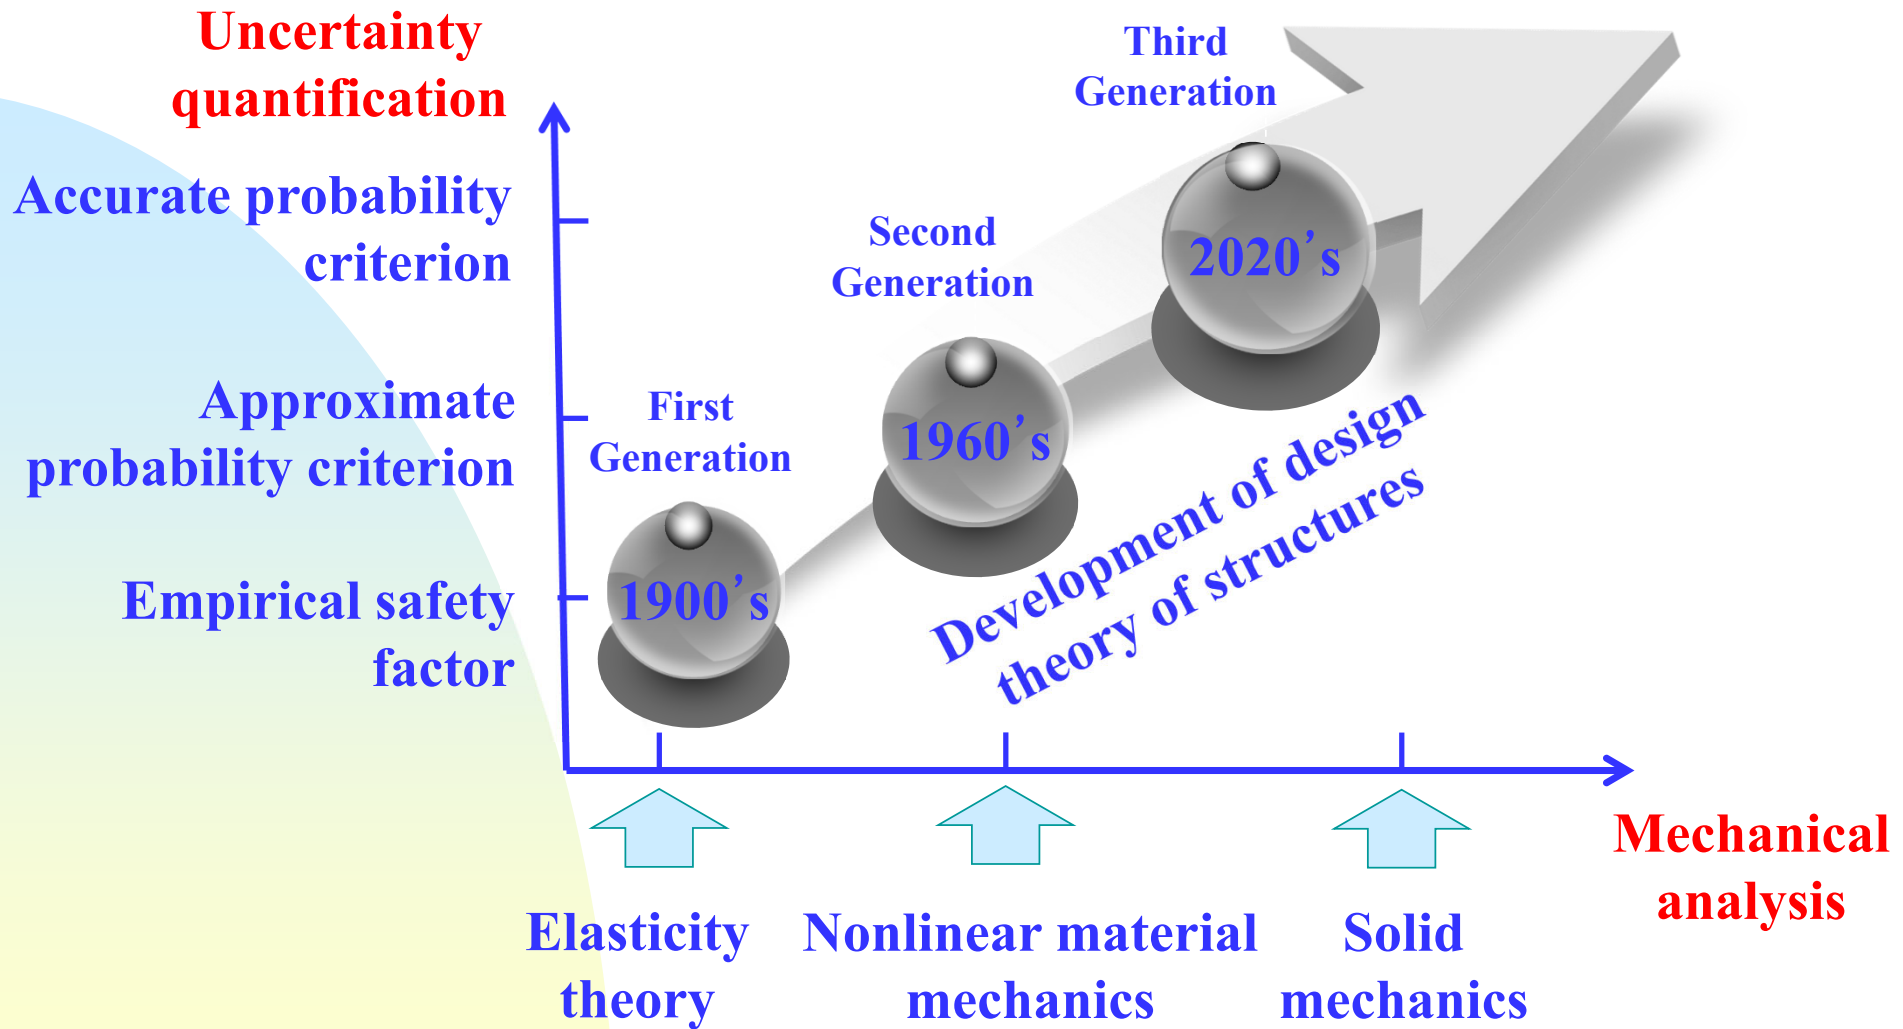 Uncertainty
quantification
Accurate probability
criterion
Approximate
probability criterion
Empirical safety
factor
Third
Generation
2020’s
Second
Generation
1960’s
First
Generation
1900’s
Development of design
theory of structures
Mechanical
analysis
Elasticity
theory
Nonlinear material
mechanics
Solid
mechanics